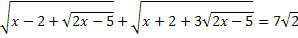 √(x − 2 + √(2x − 5)) + √(x + 2 + 3√(2x − 5)) = 7√2